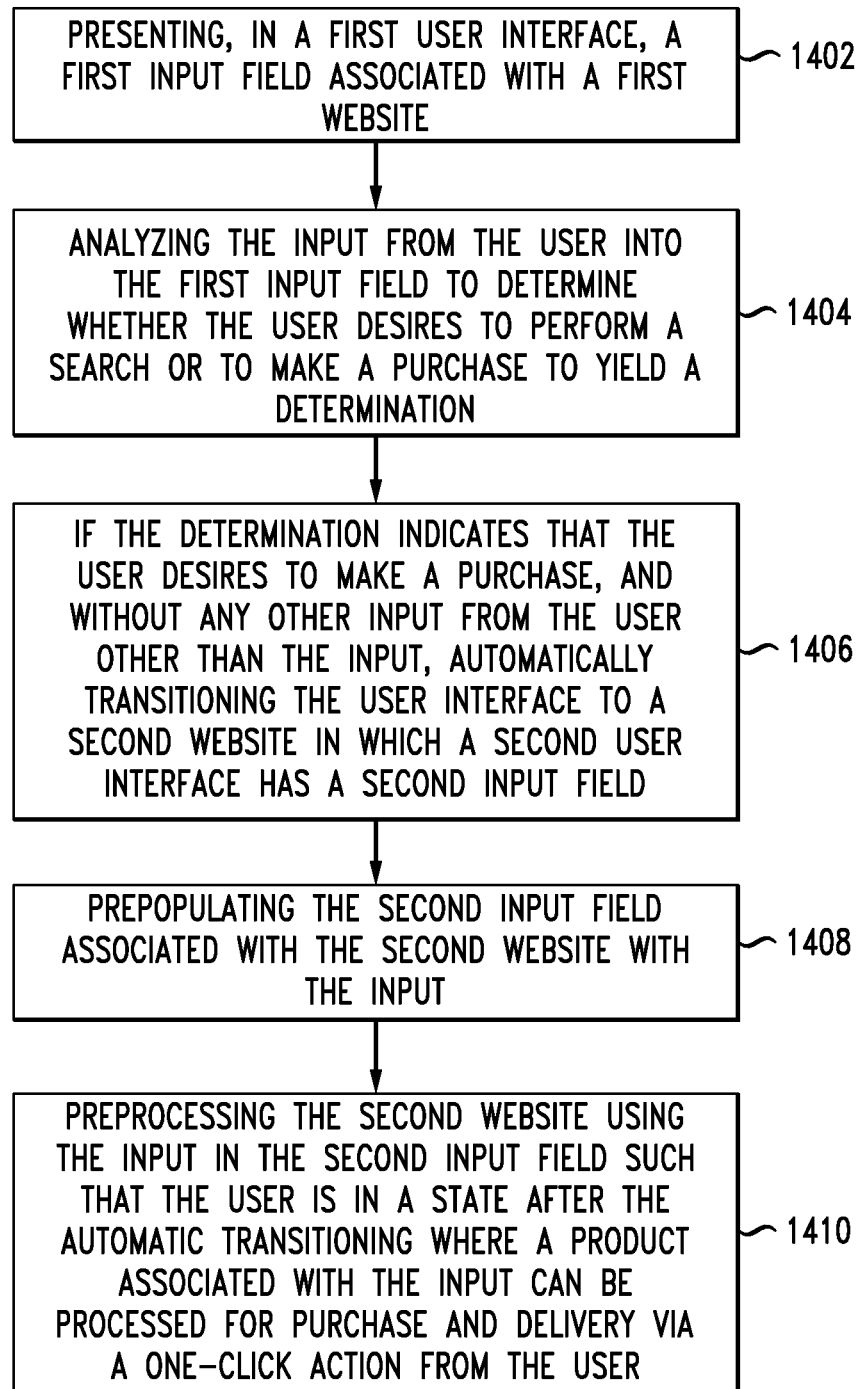 PRESENTING, IN A FIRST USER INTERFACE, A
FIRST INPUT FIELD ASSOCIATED WITH A FIRST
WEBSITE
1402
ANALYZING THE INPUT FROM THE USER INTO
THE FIRST INPUT FIELD TO DETERMINE
WHETHER THE USER DESIRES TO PERFORM A
SEARCH OR TO MAKE A PURCHASE TO YIELD A
DETERMINATION
1404
IF THE DETERMINATION INDICATES THAT THE
USER DESIRES TO MAKE A PURCHASE, AND
WITHOUT ANY OTHER INPUT FROM THE USER
OTHER THAN THE INPUT, AUTOMATICALLY
TRANSITIONING THE USER INTERFACE TO A
SECOND WEBSITE IN WHICH A SECOND USER
INTERFACE HAS A SECOND INPUT FIELD
1406
PREPOPULATING THE SECOND INPUT FIELD
ASSOCIATED WITH THE SECOND WEBSITE WITH
THE INPUT
1408
PREPROCESSING THE SECOND WEBSITE USING
THE INPUT IN THE SECOND INPUT FIELD SUCH
THAT THE USER IS IN A STATE AFTER THE
AUTOMATIC TRANSITIONING WHERE A PRODUCT
ASSOCIATED WITH THE INPUT CAN BE
PROCESSED FOR PURCHASE AND DELIVERY VIA
A ONE-CLICK ACTION FROM THE USER
1410